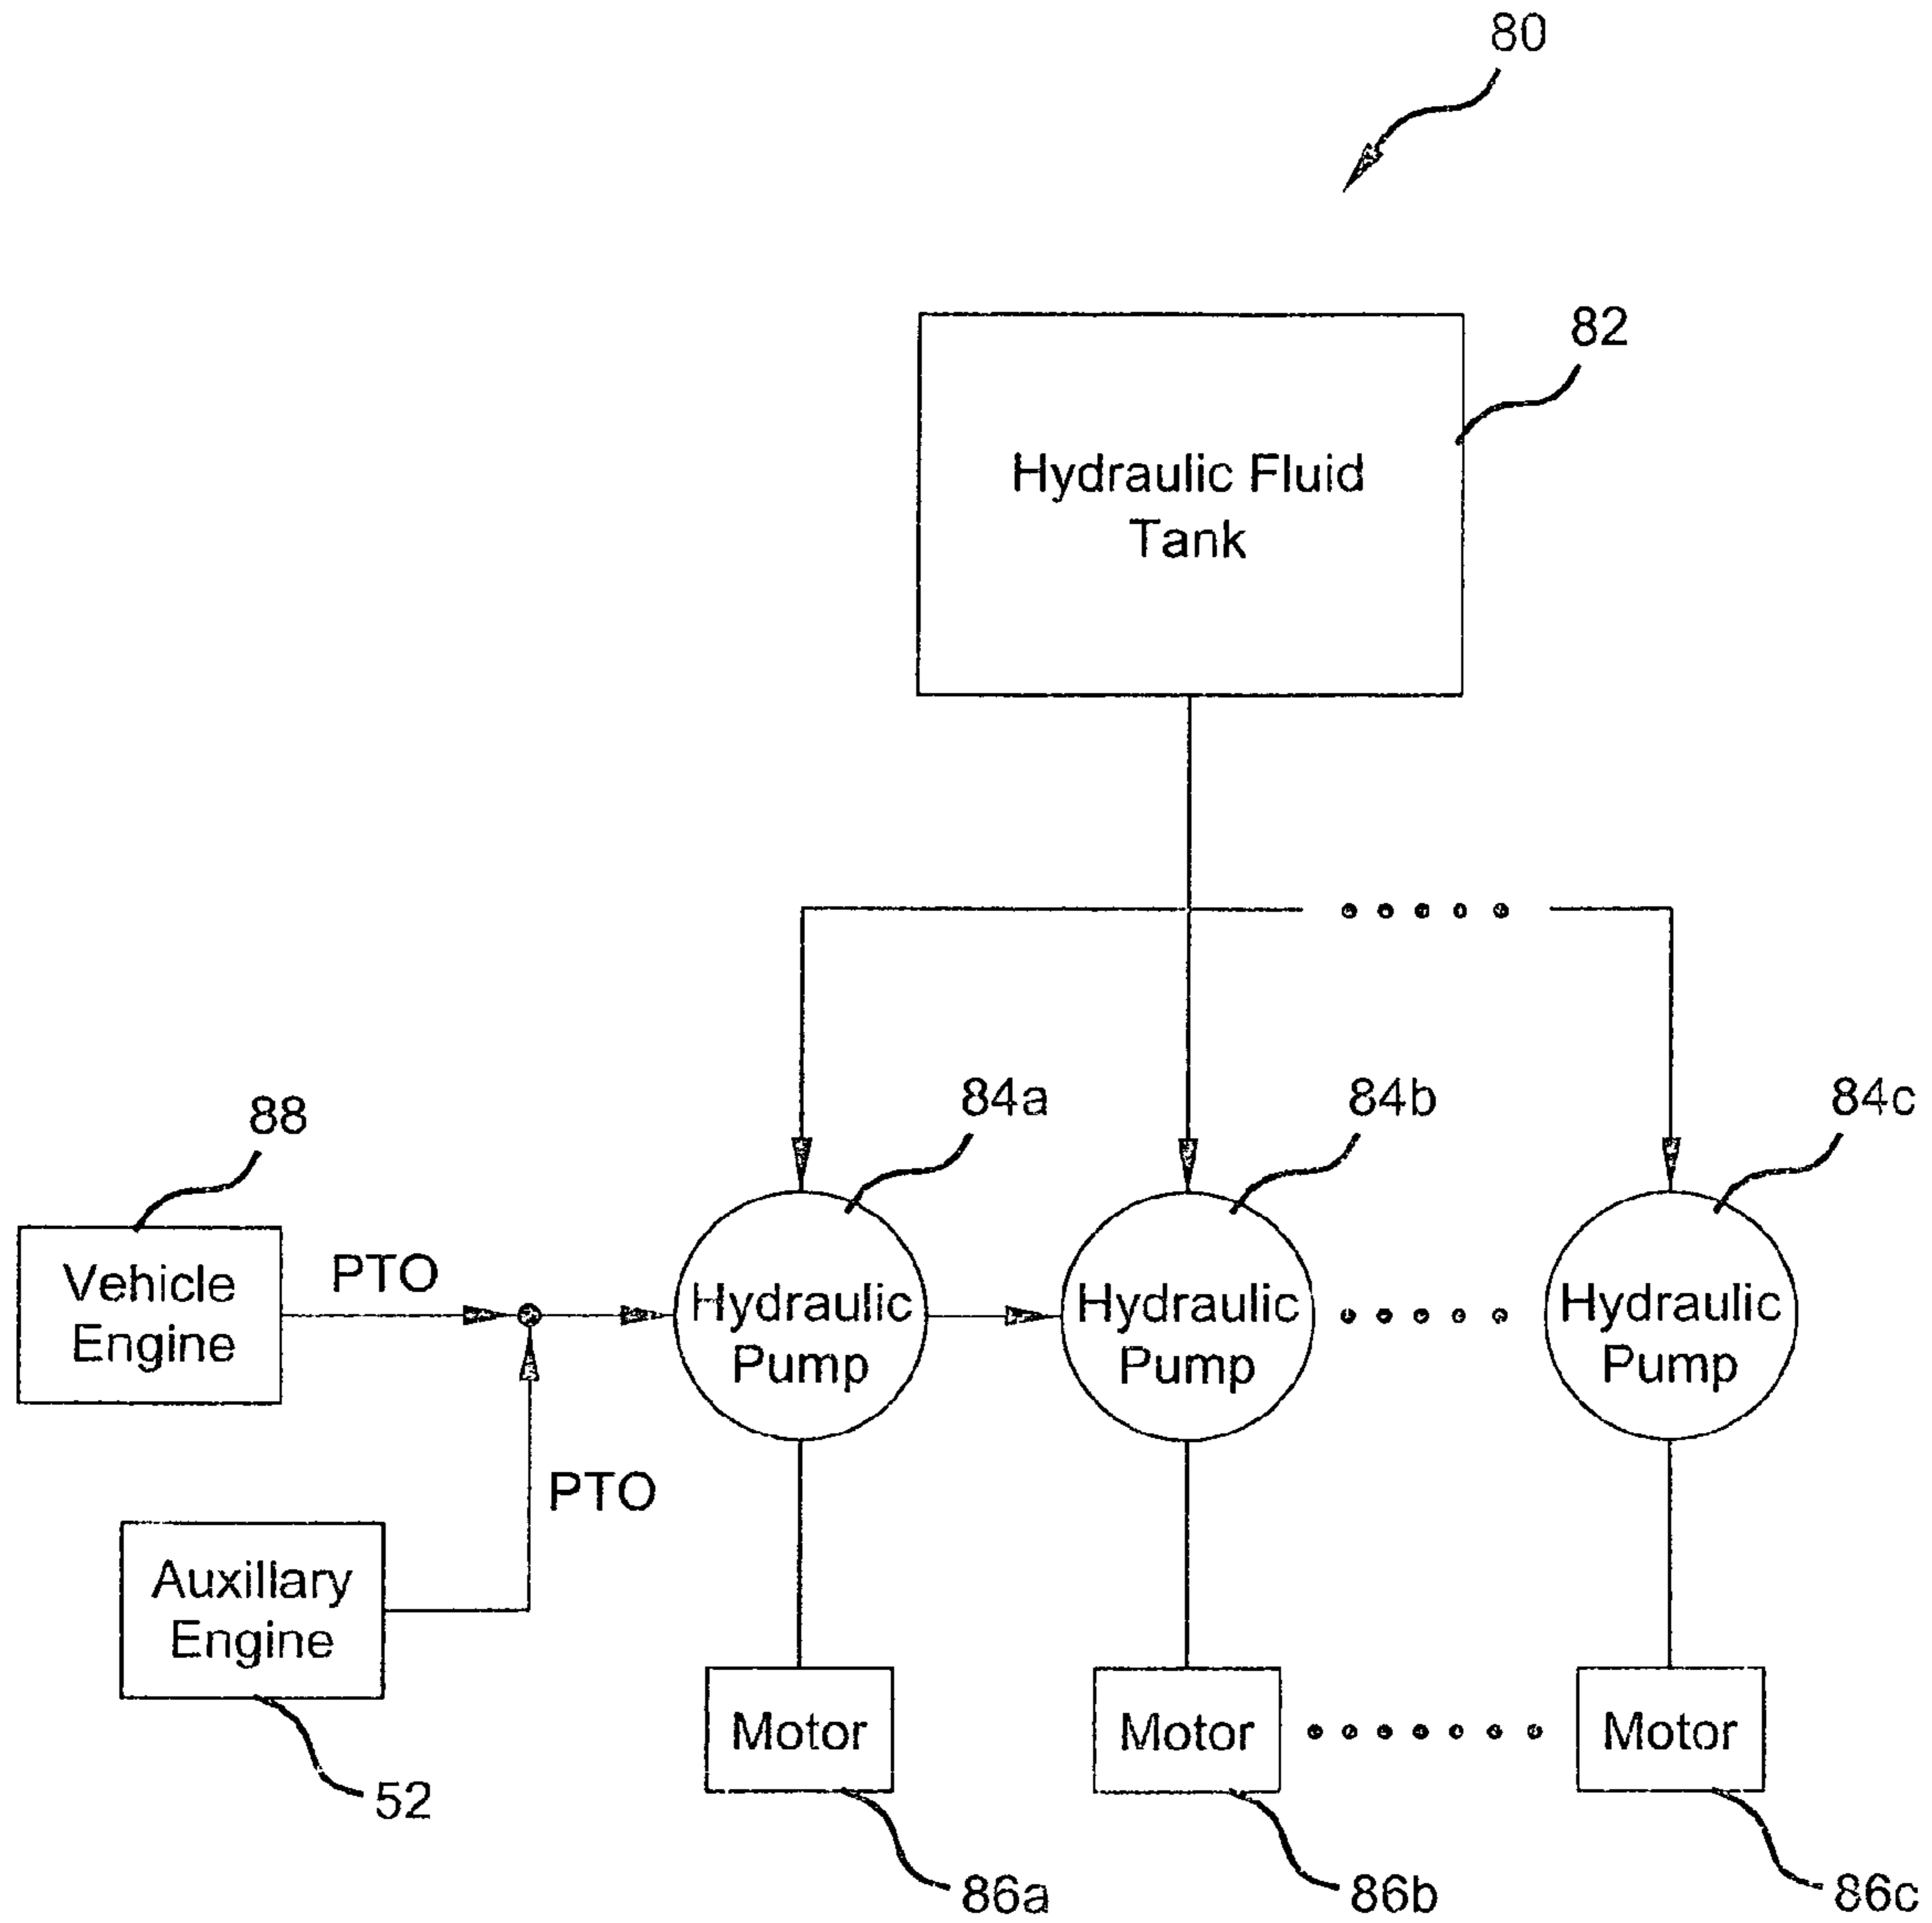 80
82
Hydraulic Fluid
Tank
84a
84b
84c
88
Vehicle
Engine
PTO
Hydraulic
Pump
Hydraulic
Pump
Hydraulic
Pump
PTO
Auxillary
Engine
52
Motor
Motor
Motor
86a
86b
86c